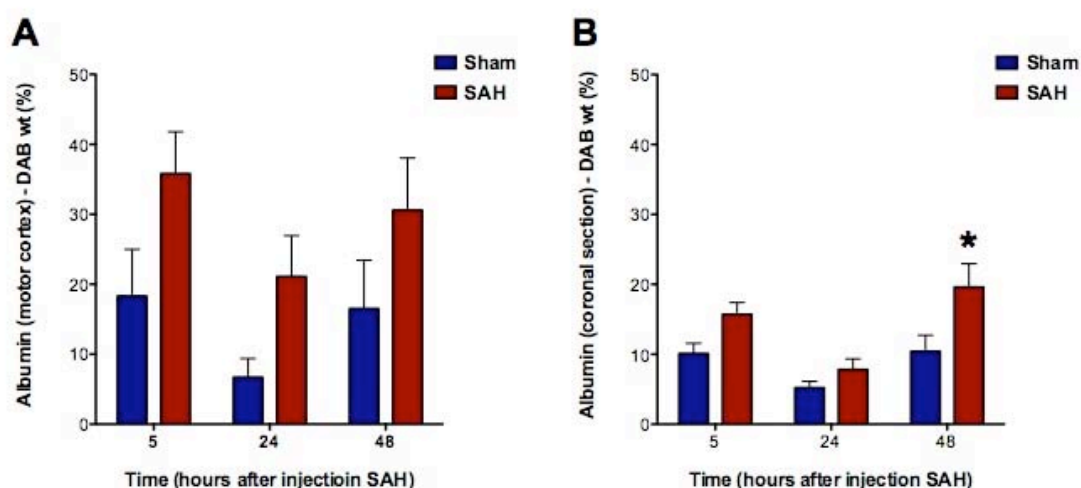 A
Sham
SAH
Albumin (motor cortex) - DAB wt (%)
50
40
30
20
10
0
5 24 48
Time (hours after injectioin SAH)
B
Sham
SAH
Albumin (coronal section) - DAB wt (%)
50
40
30
20
10
0
*
5 24 48
Time (hours after injection SAH)